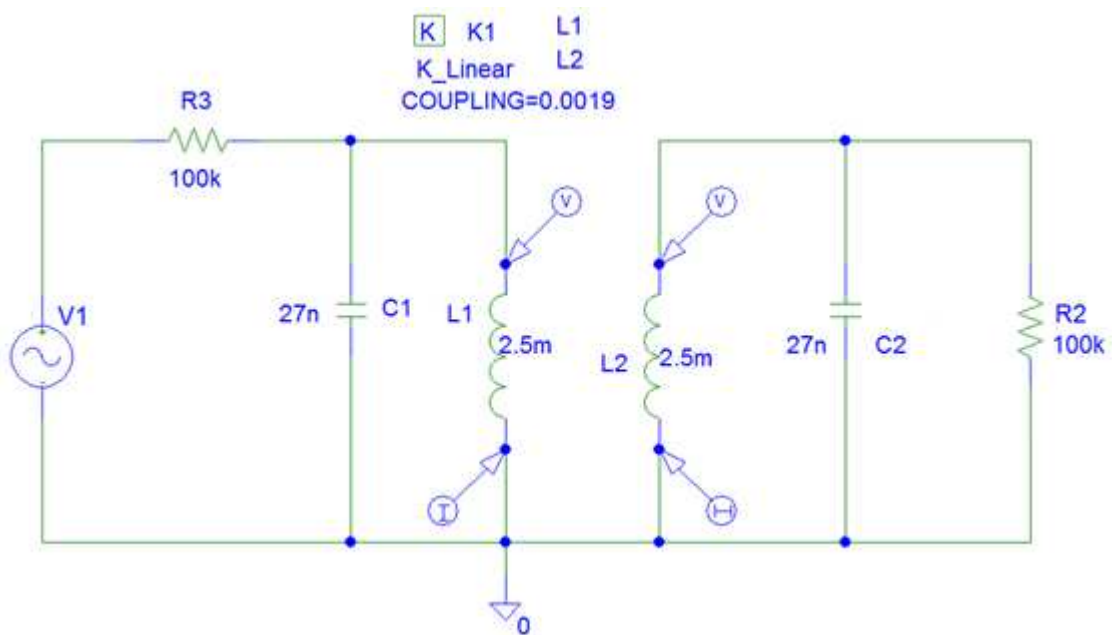 K K1 L1
K_Linear L2
COUPLING=0.0019
R3
100k
V
V
V1
27n
C1
L1
2.5m
L2
2.5m
27n
C2
R2
100k
I
I
0